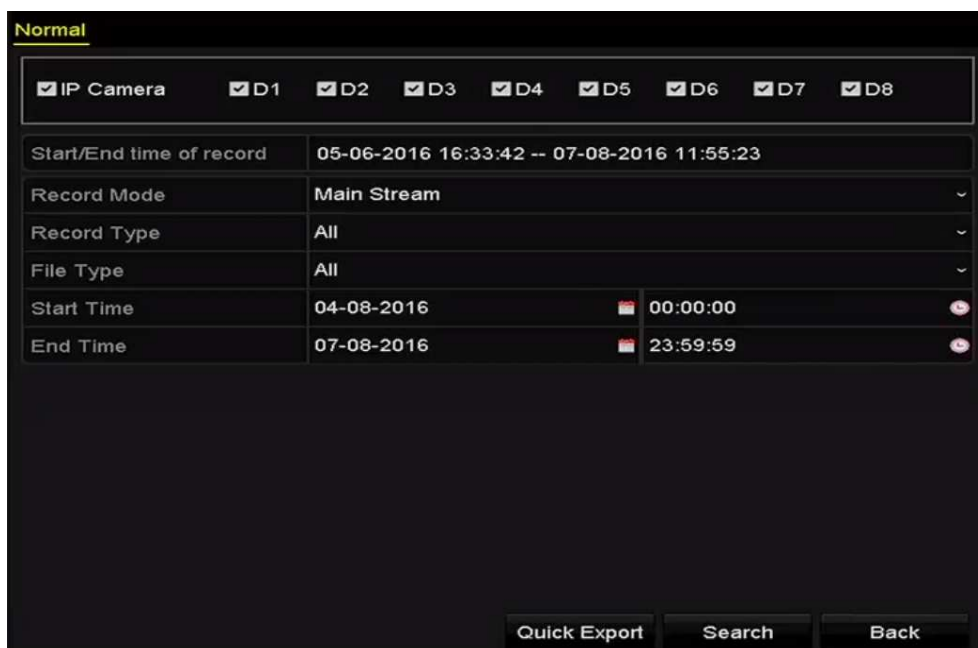 Normal
IP Camera D1 D2 D3 D4 D5 D6 D7 D8
Start/End time of record 05-06-2016 16:33:42 -- 07-08-2016 11:55:23
Record Mode Main Stream
Record Type All
File Type All
Start Time 04-08-2016 00:00:00
End Time 07-08-2016 23:59:59
Quick Export Search Back